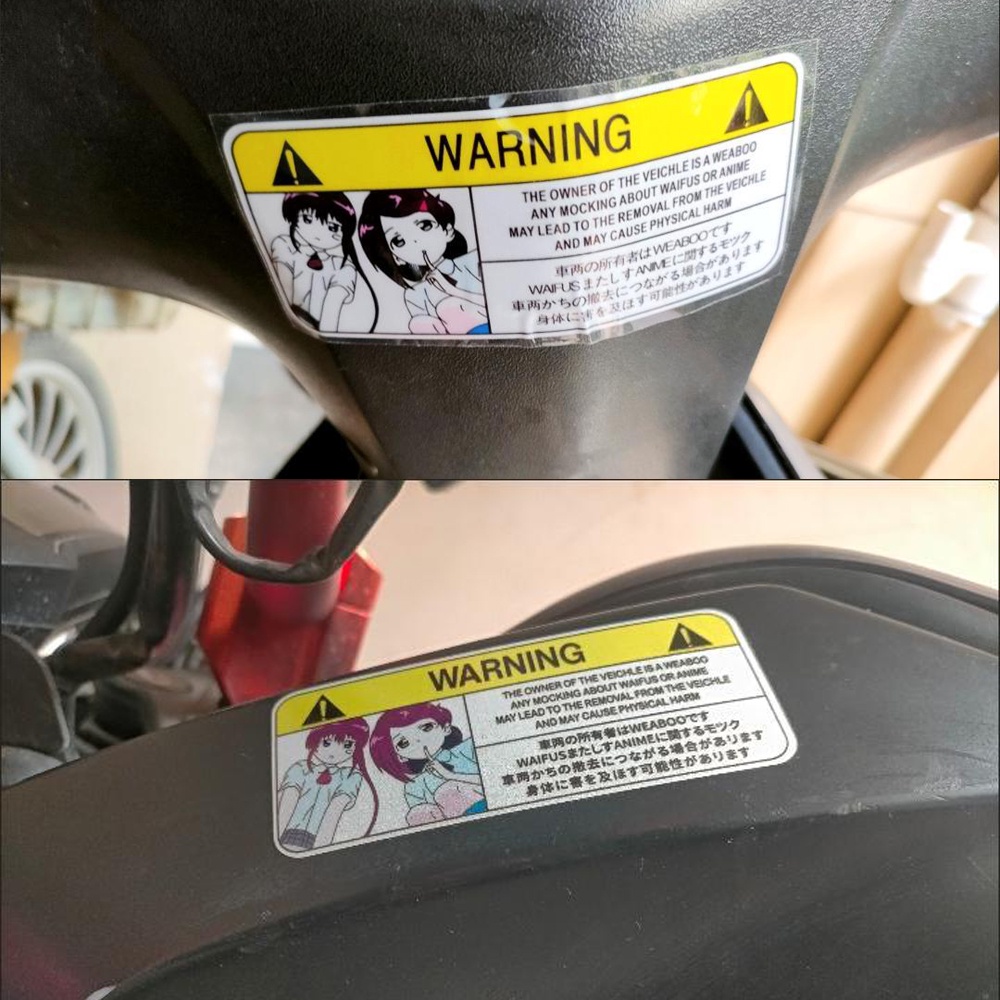 WARNING
THE OWNER OF THE VEICHLE IS A WEABOO
ANY MOCKING ABOUT WAIFUS OR ANIME
MAY LEAD TO THE REMOVAL FROM THE VEICHLE
AND MAY CAUSE PHYSICAL HARM
車両の所有者はWEABOOです
WAIFUSまたしすANIMEに関するモツク
車両かちの撤去につながる場合があります
身体に害を及ほす可能性があります
WARNING
THE OWNER OF THE VEICHLE IS A WEABOO
ANY MOCKING ABOUT WAIFUS OR ANIME
MAY LEAD TO THE REMOVAL FROM THE VEICHLE
AND MAY CAUSE PHYSICAL HARM
車両の所有者はWEABOOです
WAIFUSまたしすANIMEに関するモツク
車両かちの撤去につながる場合があリます
身体に害を及ほす可能性があリます